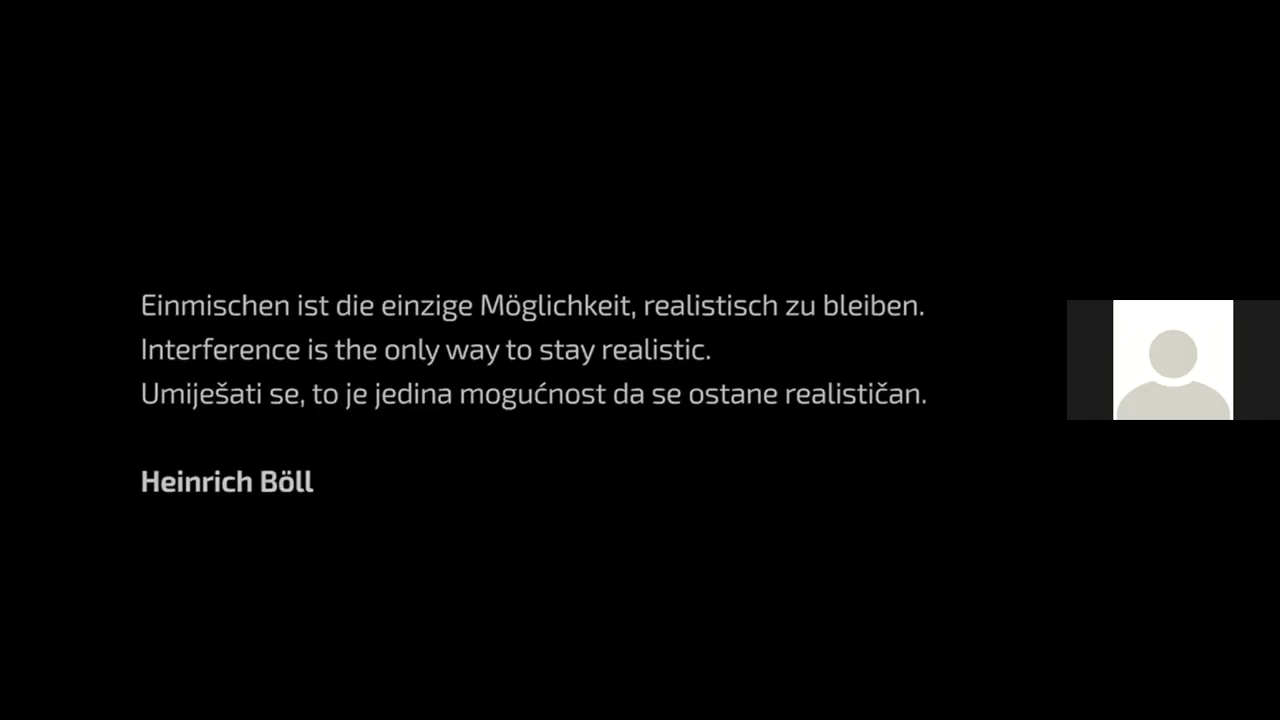 Einmischen ist die einzige Möglichkeit, realistisch zu bleiben.
Interference is the only way to stay realistic.
Umiješati se, to je jedina mogućnost da se ostane realističan.
Heinrich Böll